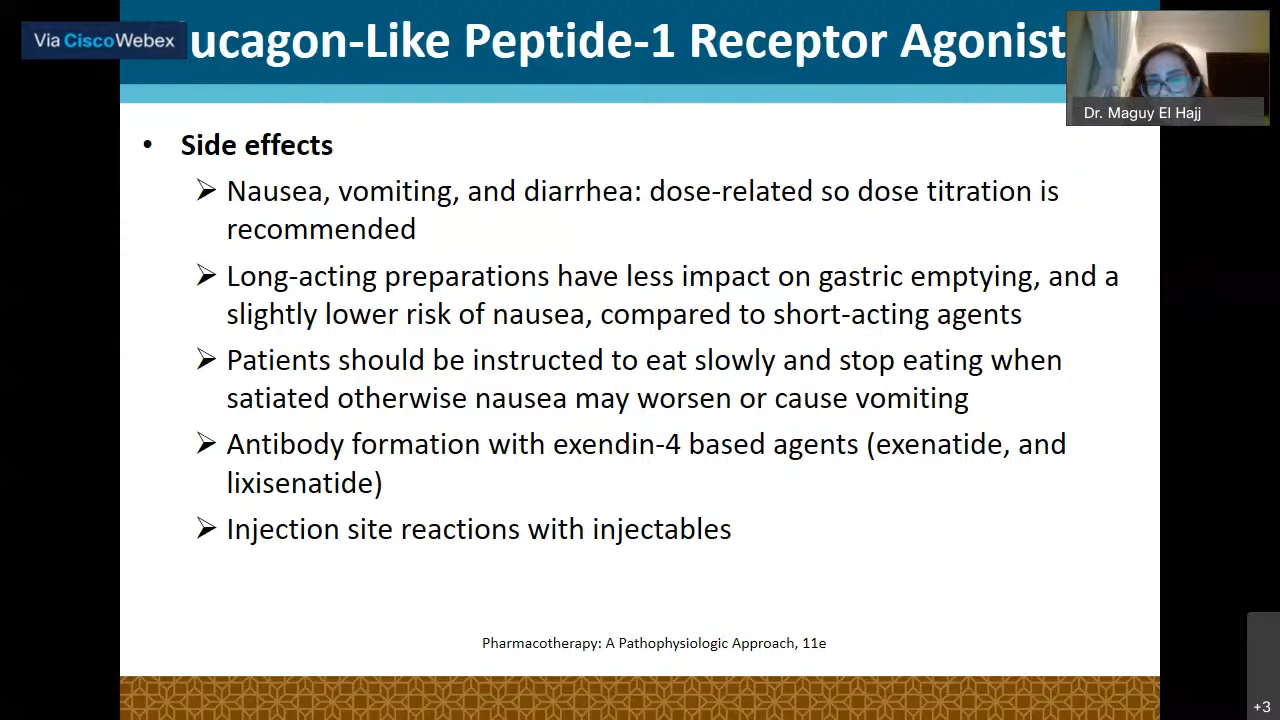 Via CiscoWebex
ucagon-Like Peptide-1 Receptor Agonist
Dr. Maguy El Hajj
• Side effects
➢ Nausea, vomiting, and diarrhea: dose-related so dose titration is
recommended
➢ Long-acting preparations have less impact on gastric emptying, and a
slightly lower risk of nausea, compared to short-acting agents
➢ Patients should be instructed to eat slowly and stop eating when
satiated otherwise nausea may worsen or cause vomiting
➢ Antibody formation with exendin-4 based agents (exenatide, and
lixisenatide)
➢ Injection site reactions with injectables
Pharmacotherapy: A Pathophysiologic Approach, 11e
+3